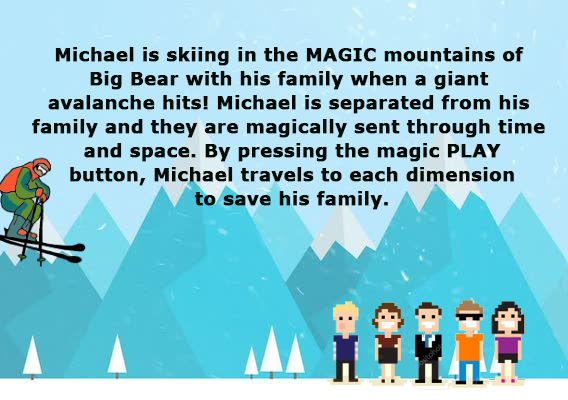 Michael is skiing in the MAGIC mountains of
Big Bear with his family when a giant
avalanche hits! Michael is separated from his
family and they are magically sent through time
and space. By pressing the magic PLAY
button, Michael travels to each dimension
to save his family.